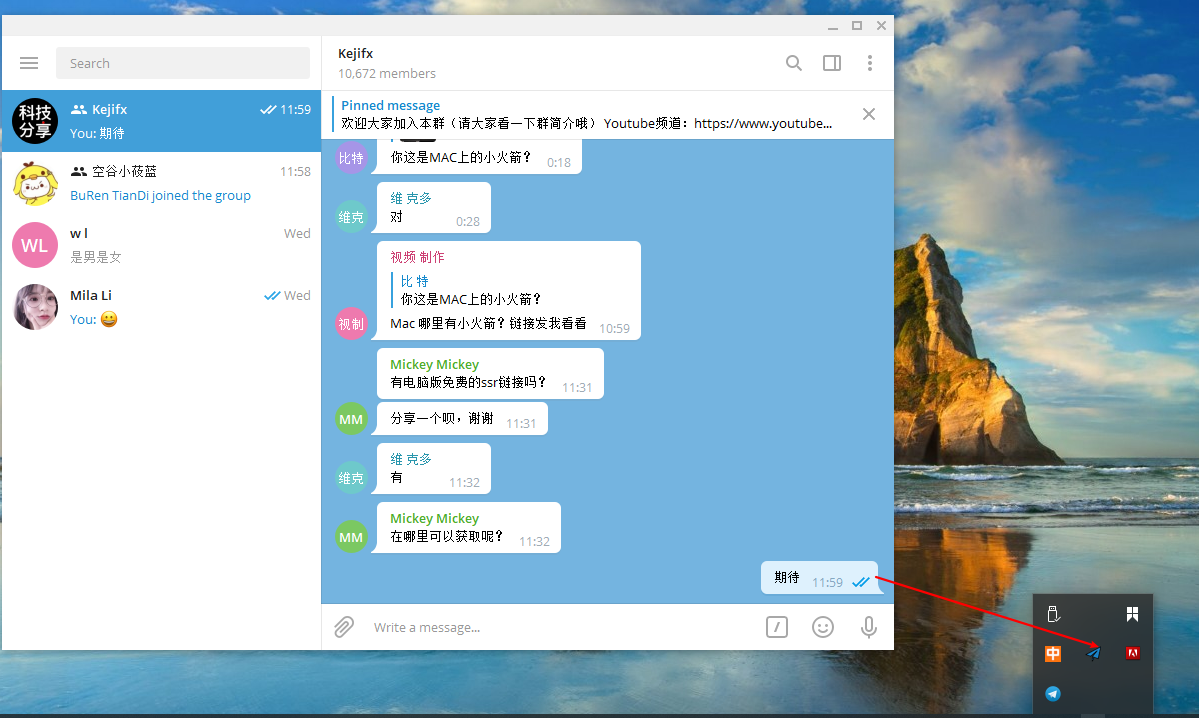 Search
Kejifx
10,672 members
科技
分享
Kejifx
11:59
You: 期待
空谷小莜蓝
11:58
BuRen TianDi joined the group
WL
w l
Wed
是男是女
Mila Li
Wed
You: 😀
Pinned message
欢迎大家加入本群（请大家看一下群简介哦） Youtube频道：https://www.youtube...
比特
你这是MAC上的小火箭？
0:18
维 克多
维克
对
0:28
视频 制作
比 特
你这是MAC上的小火箭？
视制
Mac 哪里有小火箭？链接发我看看
10:59
Mickey Mickey
有电脑版免费的ssr链接吗？
11:31
MM
分享一个呗，谢谢
11:31
维 克多
维克
有
11:32
Mickey Mickey
MM
在哪里可以获取呢？
11:32
期待
11:59
Write a message...
中